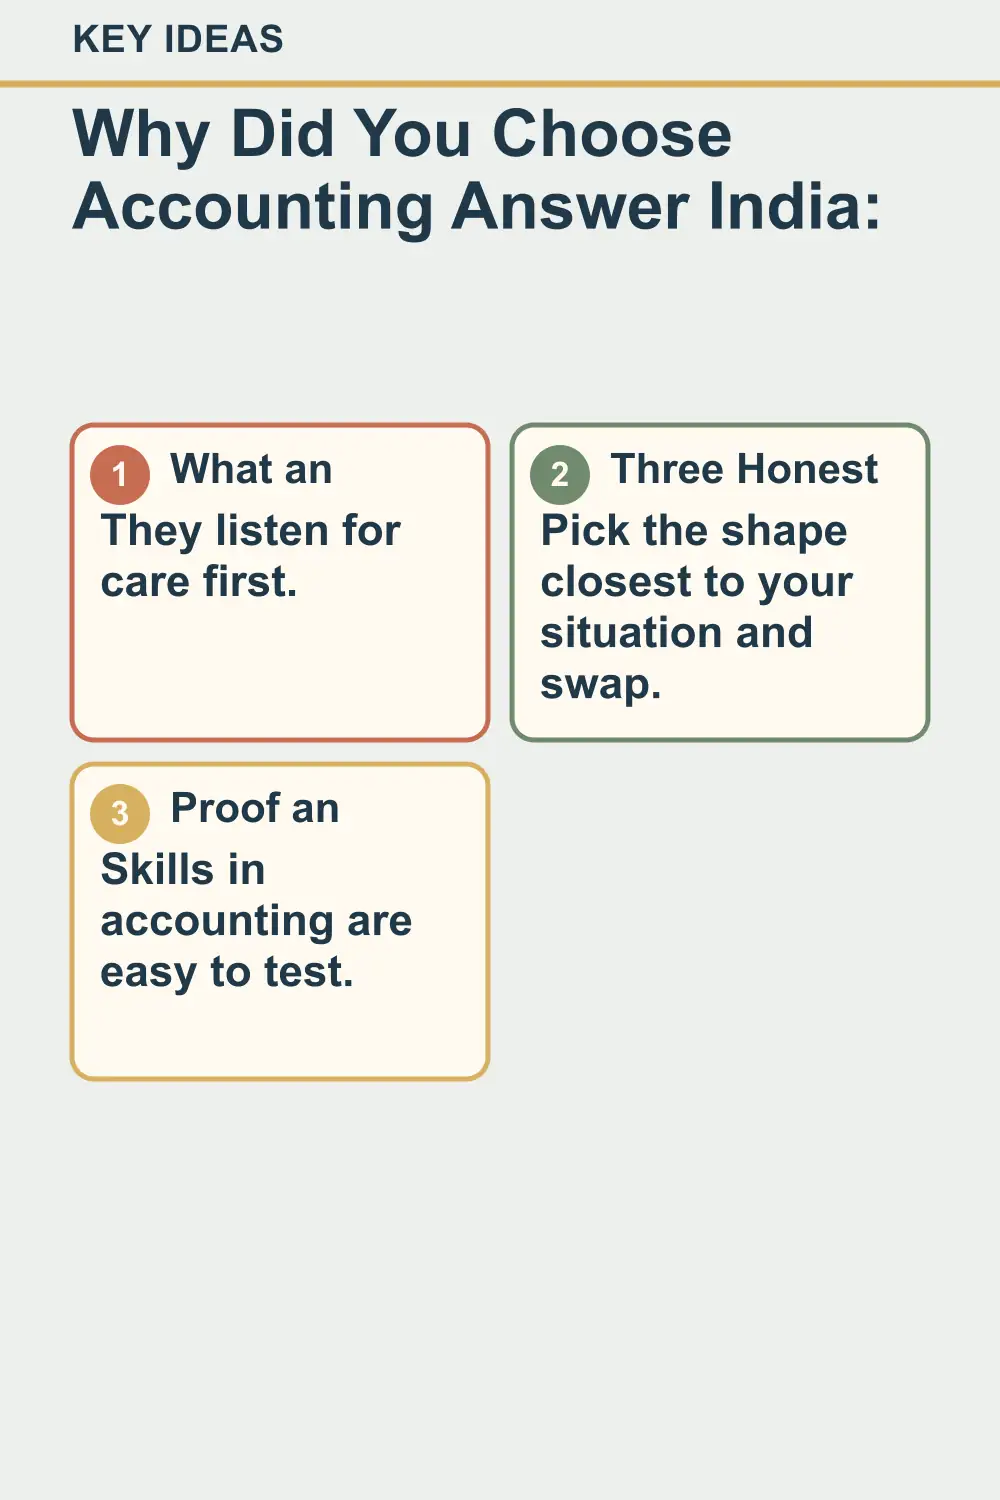 KEY IDEAS
Why Did You Choose
Accounting Answer India:
1 What an
They listen for
care first.
2 Three Honest
Pick the shape
closest to your
situation and
swap.
3 Proof an
Skills in
accounting are
easy to test.